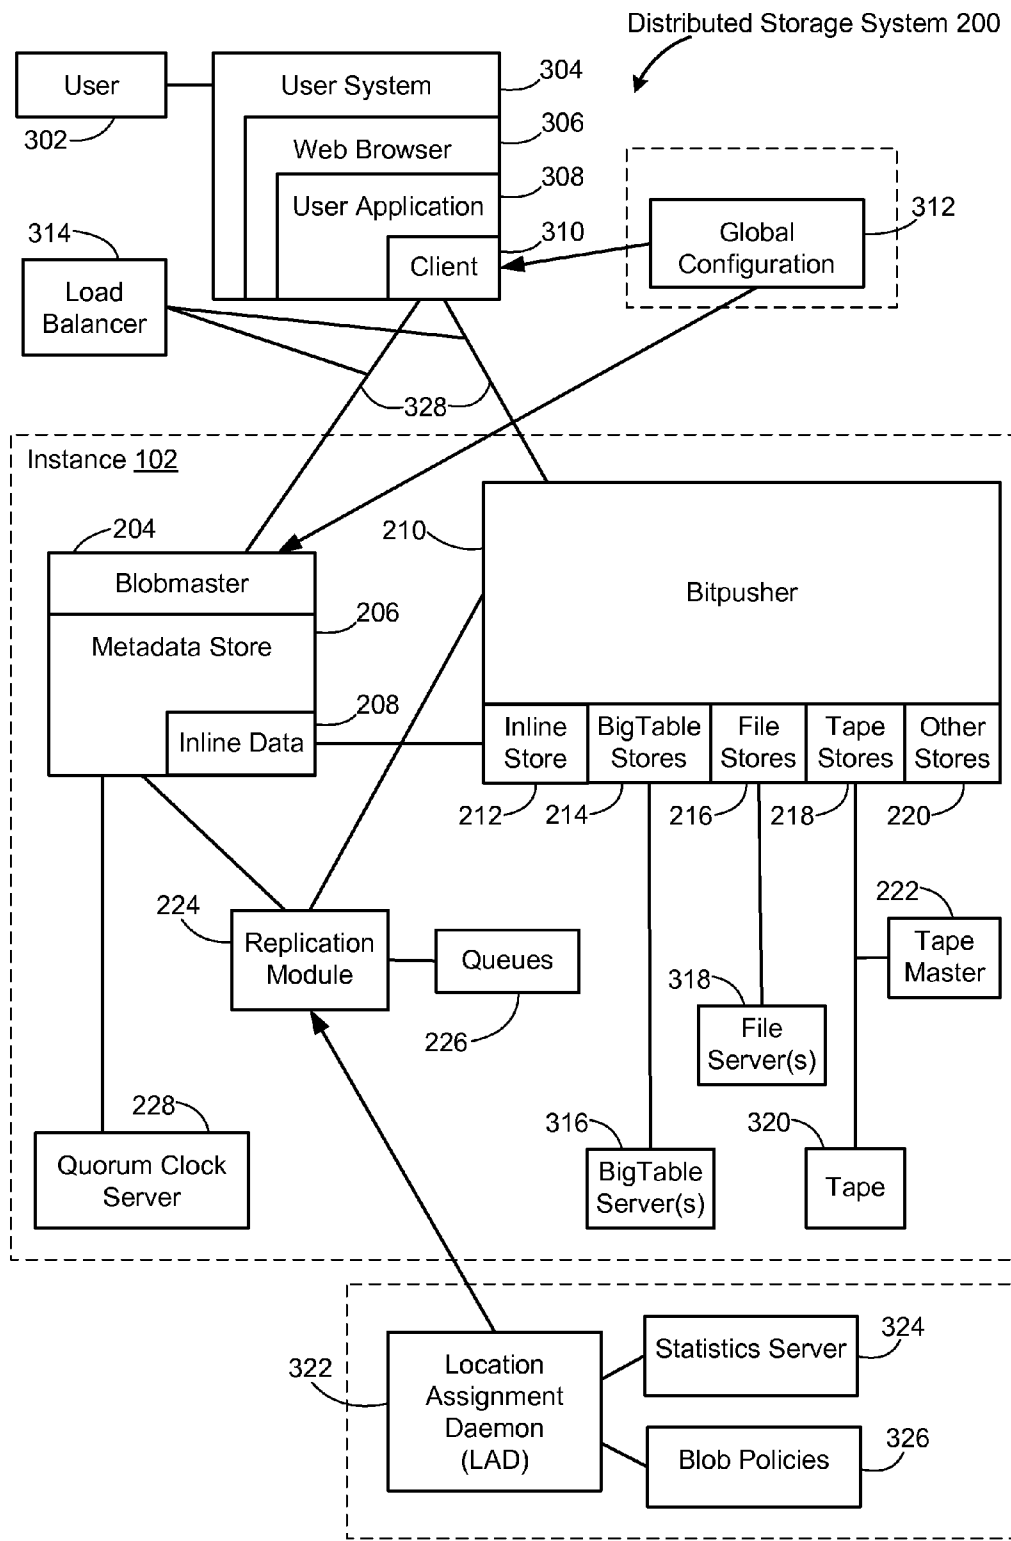 Distributed Storage System 200
User
302
User System
304
Web Browser
306
User Application
308
Client
310
Global
Configuration
312
314
Load
Balancer
328
Instance 102
204
Blobmaster
206
Metadata Store
208
Inline Data
210
Bitpusher
Inline
Store
BigTable
Stores
File
Stores
Tape
Stores
Other
Stores
212
214
216
218
220
224
Replication
Module
Queues
226
222
Tape
Master
318
File
Server(s)
228
Quorum Clock
Server
316
BigTable
Server(s)
320
Tape
322
Location
Assignment
Daemon
(LAD)
Statistics Server
324
Blob Policies
326